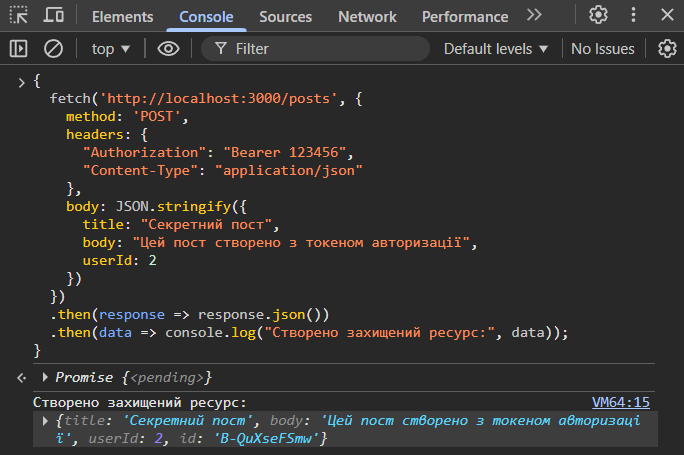 Elements Console Sources Network Performance
top Filter Default levels No Issues
{
  fetch('http://localhost:3000/posts', {
    method: 'POST',
    headers: {
      "Authorization": "Bearer 123456",
      "Content-Type": "application/json"
    },
    body: JSON.stringify({
      title: "Секретний пост",
      body: "Цей пост створено з токеном авторизації",
      userId: 2
    })
  })
  .then(response => response.json())
  .then(data => console.log("Створено захищений ресурс:", data));
}
Promise {<pending>}
Створено захищений ресурс: VM64:15
{title: 'Секретний пост', body: 'Цей пост створено з токеном авторизаці
ї', userId: 2, id: 'B-QuXseFSmw'}